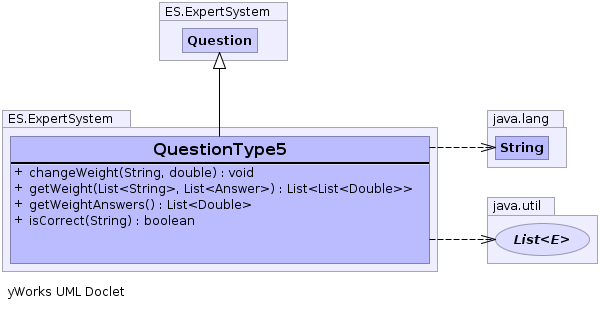 ES.ExpertSystem
Question
ES.ExpertSystem
QuestionType5
+ changeWeight(String, double) : void
+ getWeight(List<String>, List<Answer>) : List<List<Double>>
+ getWeightAnswers() : List<Double>
+ isCorrect(String) : boolean
java.lang
String
java.util
List<E>
yWorks UML Doclet